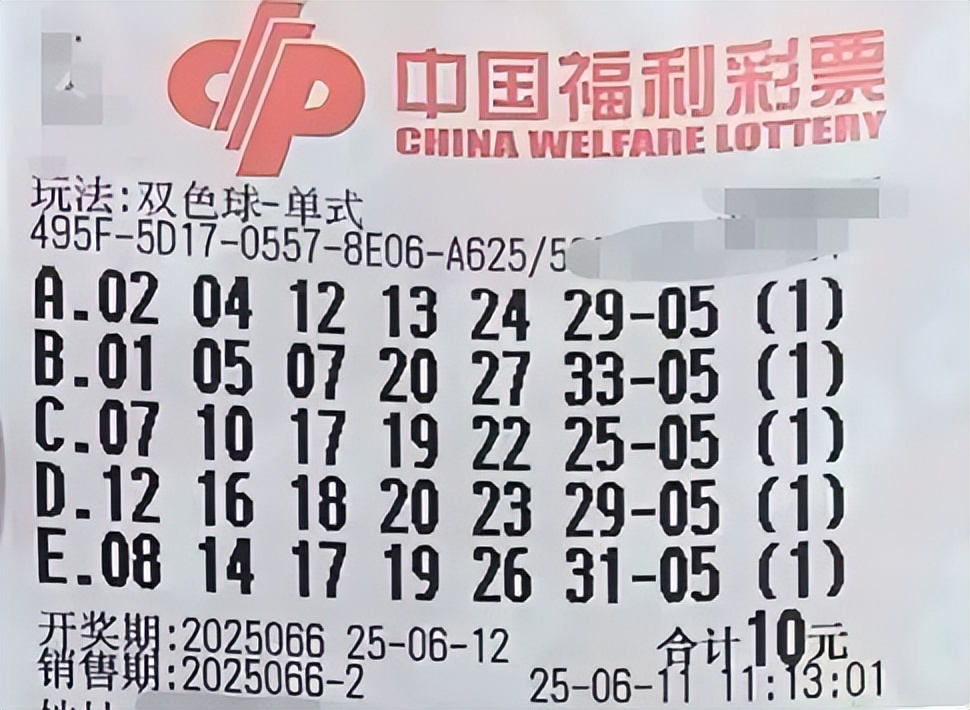 中国福利彩票
CHINA WELFARE LOTTERY
玩法:双色球-单式
495F-5D17-0557-8E06-A625/5
A.02 04 12 13 24 29-05 (1)
B.01 05 07 20 27 33-05 (1)
C.07 10 17 19 22 25-05 (1)
D.12 16 18 20 23 29-05 (1)
E.08 14 17 19 26 31-05 (1)
开奖期:2025066 25-06-12 合计10元
销售期:2025066-2 25-06-11 11:13:01